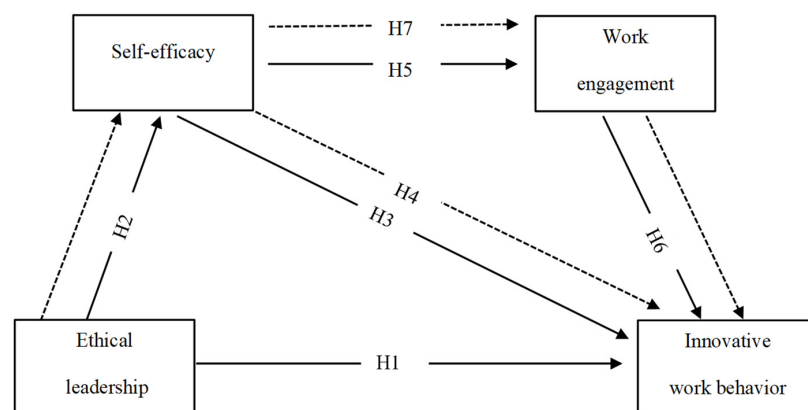 Self-efficacy
H7
H5
Work
engagement
H4
H3
H2
H6
Ethical
leadership
H1
Innovative
work behavior